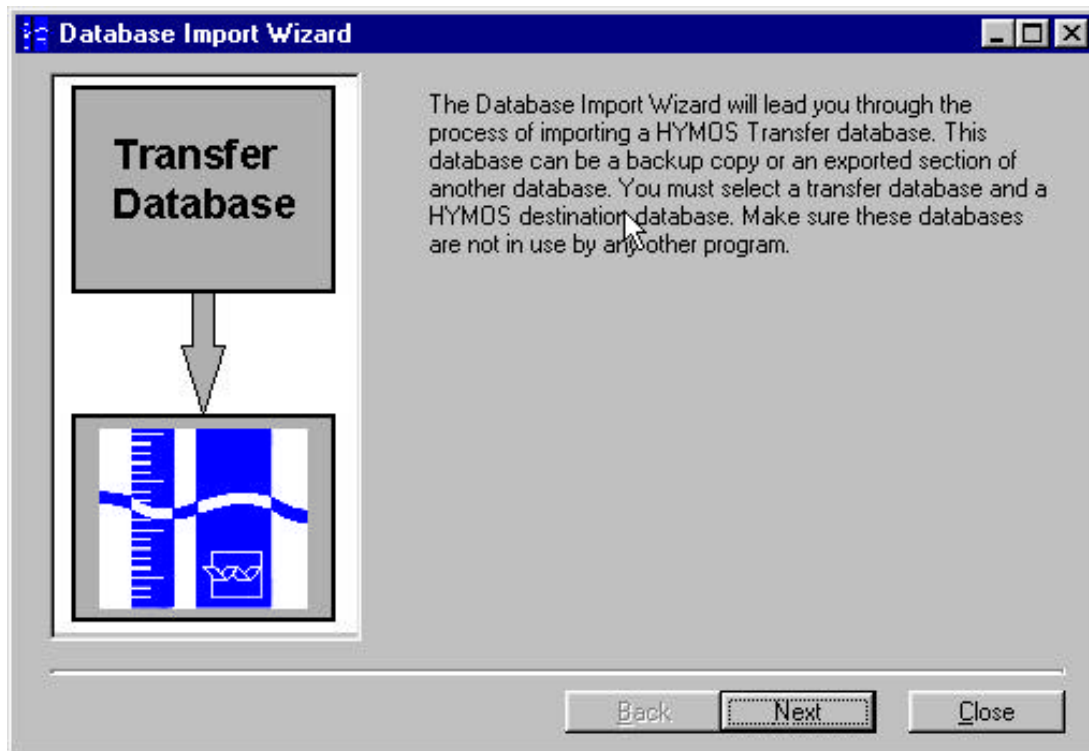 Database Import Wizard
Transfer
Database
The Database Import Wizard will lead you through the
process of importing a HYMOS Transfer database. This
database can be a backup copy or an exported section of
another database. You must select a transfer database and a
HYMOS destination database. Make sure these databases
are not in use by any other program.
Back
Next
Close